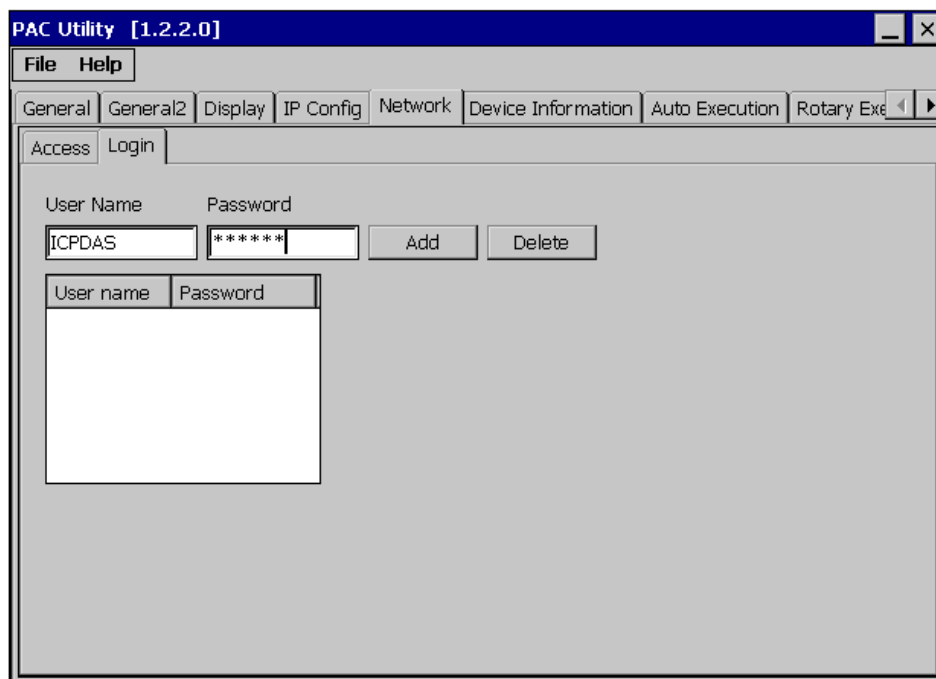 PAC Utility [1.2.2.0]
File Help
General General2 Display IP Config Network Device Information Auto Execution Rotary Exe
Access Login
User Name Password
ICPDAS ****** Add Delete
User name Password